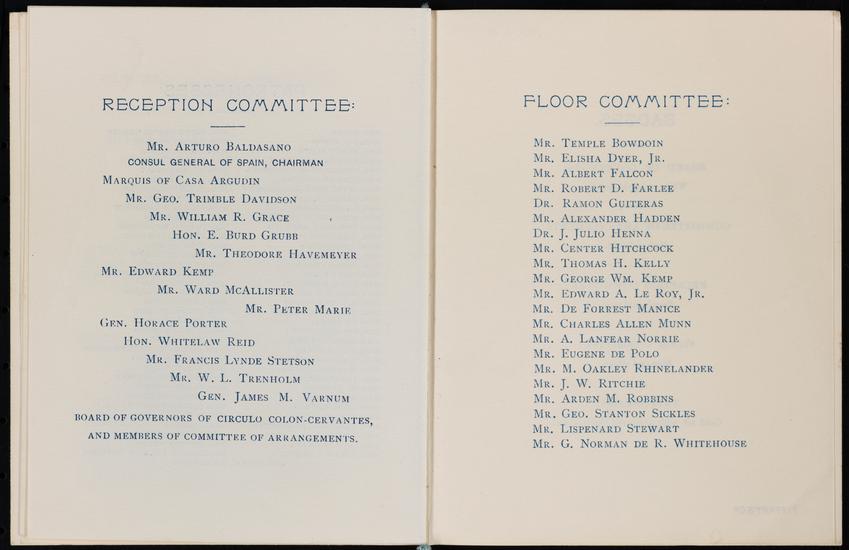 RECEPTION COMMITTEE:
MR. ARTURO BALDASANO
CONSUL GENERAL OF SPAIN, CHAIRMAN
MARQUIS OF CASA ARGUDIN
MR. GEO. TRIMBLE DAVIDSON
MR. WILLIAM R. GRACE
HON. E. BURD GRUBB
MR. THEODORE HAVEMEYER
MR. EDWARD KEMP
MR. WARD MCALLISTER
MR. PETER MARIE
GEN. HORACE PORTER
HON. WHITELAW REID
MR. FRANCIS LYNDE STETSON
MR. W. L. TRENHOLM
GEN. JAMES M. VARNUM
BOARD OF GOVERNORS OF CIRCULO COLON-CERVANTES,
AND MEMBERS OF COMMITTEE OF ARRANGEMENTS.
FLOOR COMMITTEE:
MR. TEMPLE BOWDOIN
MR. ELISHA DYER, JR.
MR. ALBERT FALCON
MR. ROBERT D. FARLEE
DR. RAMON GUITERAS
MR. ALEXANDER HADDEN
DR. J. JULIO HENNA
MR. CENTER HITCHCOCK
MR. THOMAS H. KELLY
MR. GEORGE WM. KEMP
MR. EDWARD A. LE ROY, JR.
MR. DE FORREST MANICE
MR. CHARLES ALLEN MUNN
MR. A. LANFEAR NORRIE
MR. EUGENE DE POLO
MR. M. OAKLEY RHINELANDER
MR. J. W. RITCHIE
MR. ARDEN M. ROBBINS
MR. GEO. STANTON SICKLES
MR. LISPENARD STEWART
MR. G. NORMAN DE R. WHITEHOUSE